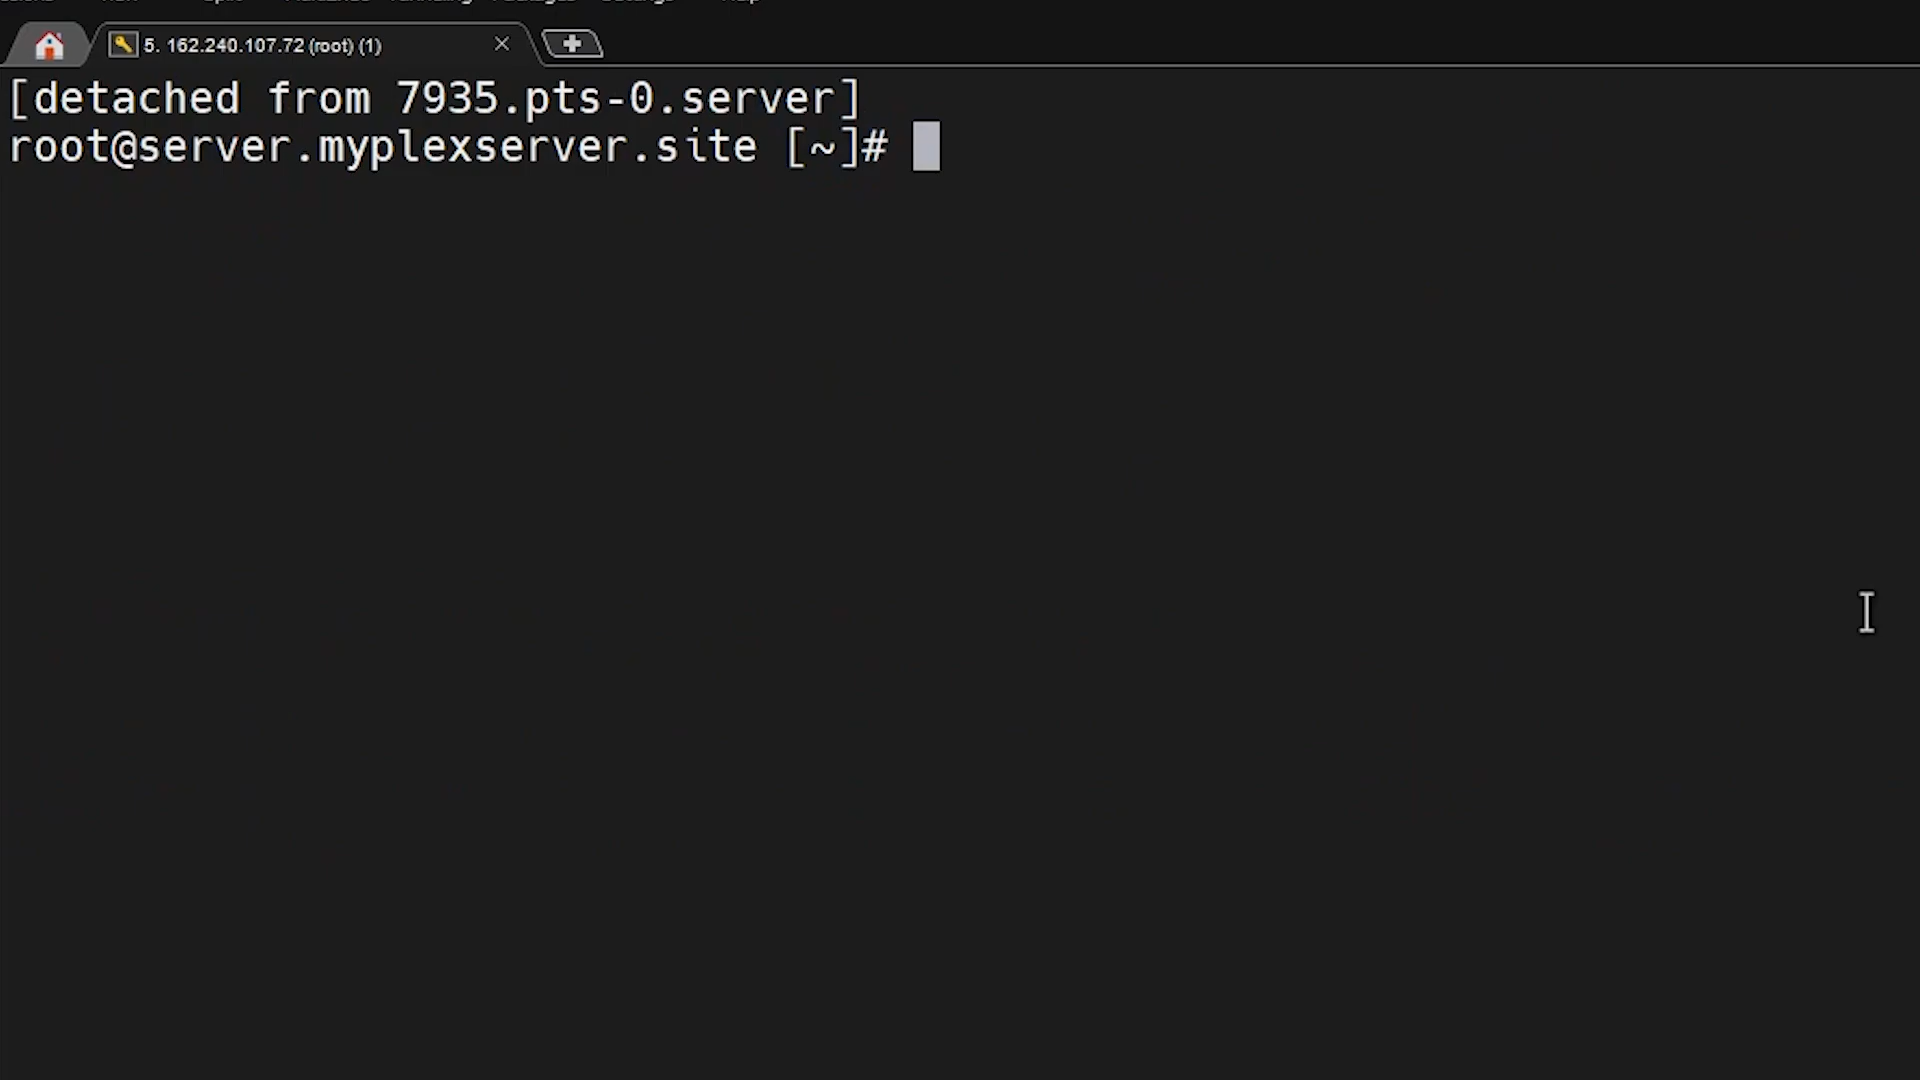 5. 162.240.107.72 (root) (1)
[detached from 7935.pts-0.server]
root@server.myplexserver.site [~]#